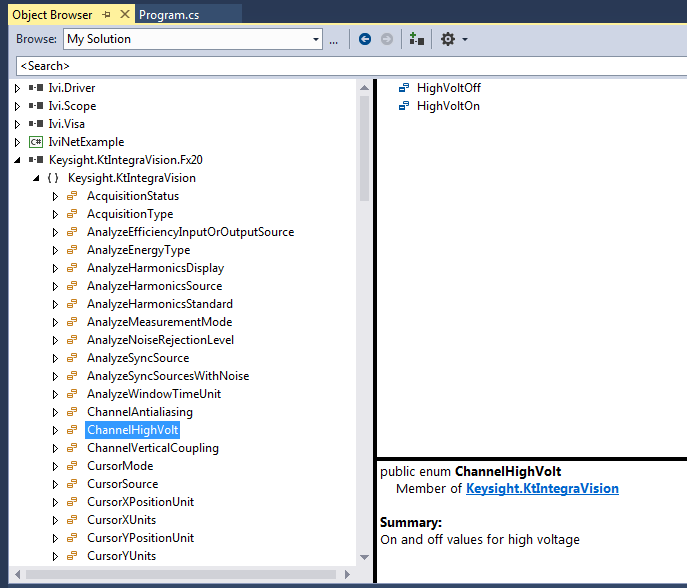 Object Browser
Program.cs
Browse: My Solution ...
<Search>
Ivi.Driver
Ivi.Scope
Ivi.Visa
C# IviNetExample
Keysight.KtIntegraVision.Fx20
{ } Keysight.KtIntegraVision
AcquisitionStatus
AcquisitionType
AnalyzeEfficiencyInputOrOutputSource
AnalyzeEnergyType
AnalyzeHarmonicsDisplay
AnalyzeHarmonicsSource
AnalyzeHarmonicsStandard
AnalyzeMeasurementMode
AnalyzeNoiseRejectionLevel
AnalyzeSyncSource
AnalyzeSyncSourcesWithNoise
AnalyzeWindowTimeUnit
ChannelAntialiasing
ChannelHighVolt
ChannelVerticalCoupling
CursorMode
CursorSource
CursorXPositionUnit
CursorXUnits
CursorYPositionUnit
CursorYUnits
HighVoltOff
HighVoltOn
public enum ChannelHighVolt
Member of Keysight.KtIntegraVision
Summary:
On and off values for high voltage